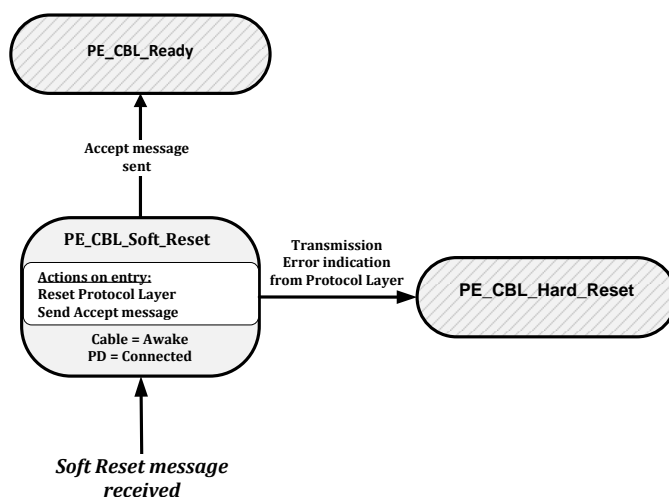 PE_CBL_Ready
Accept message
sent
PE_CBL_Soft_Reset
Actions on entry:
Reset Protocol Layer
Send Accept message
Cable = Awake
PD = Connected
Transmission
Error indication
from Protocol Layer
PE_CBL_Hard_Reset
Soft Reset message
received